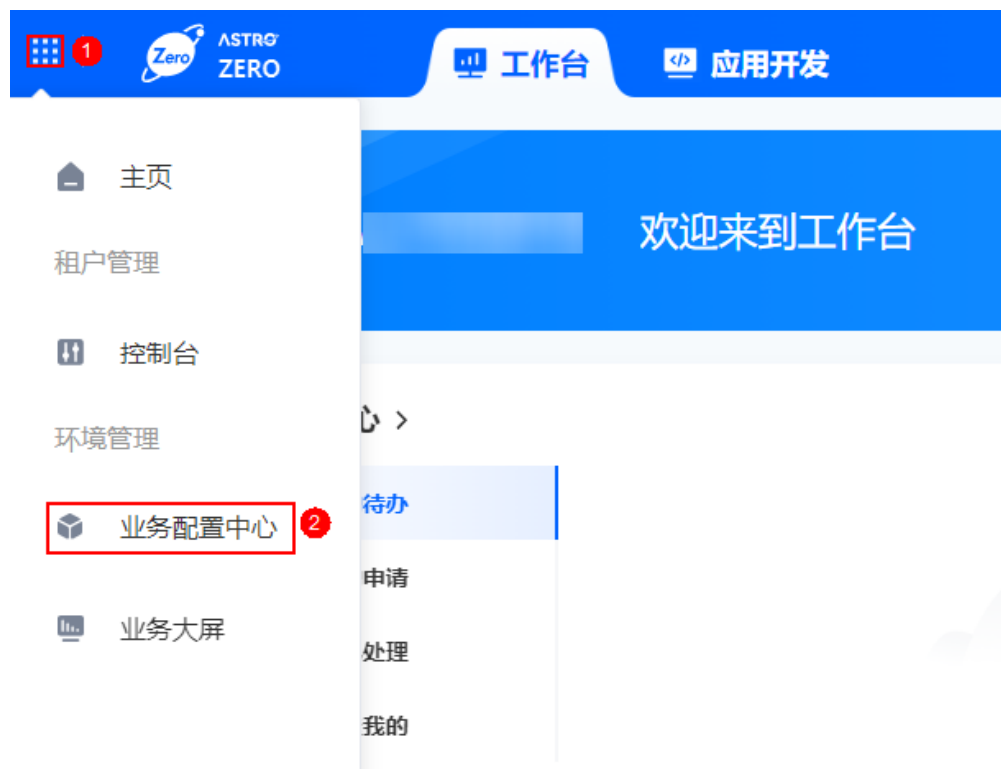 1
Zero
ASTRO
ZERO
工作台
应用开发
主页
租户管理
欢迎来到工作台
控制台
环境管理
心 >
待办
业务配置中心
2
申请
业务大屏
处理
我的